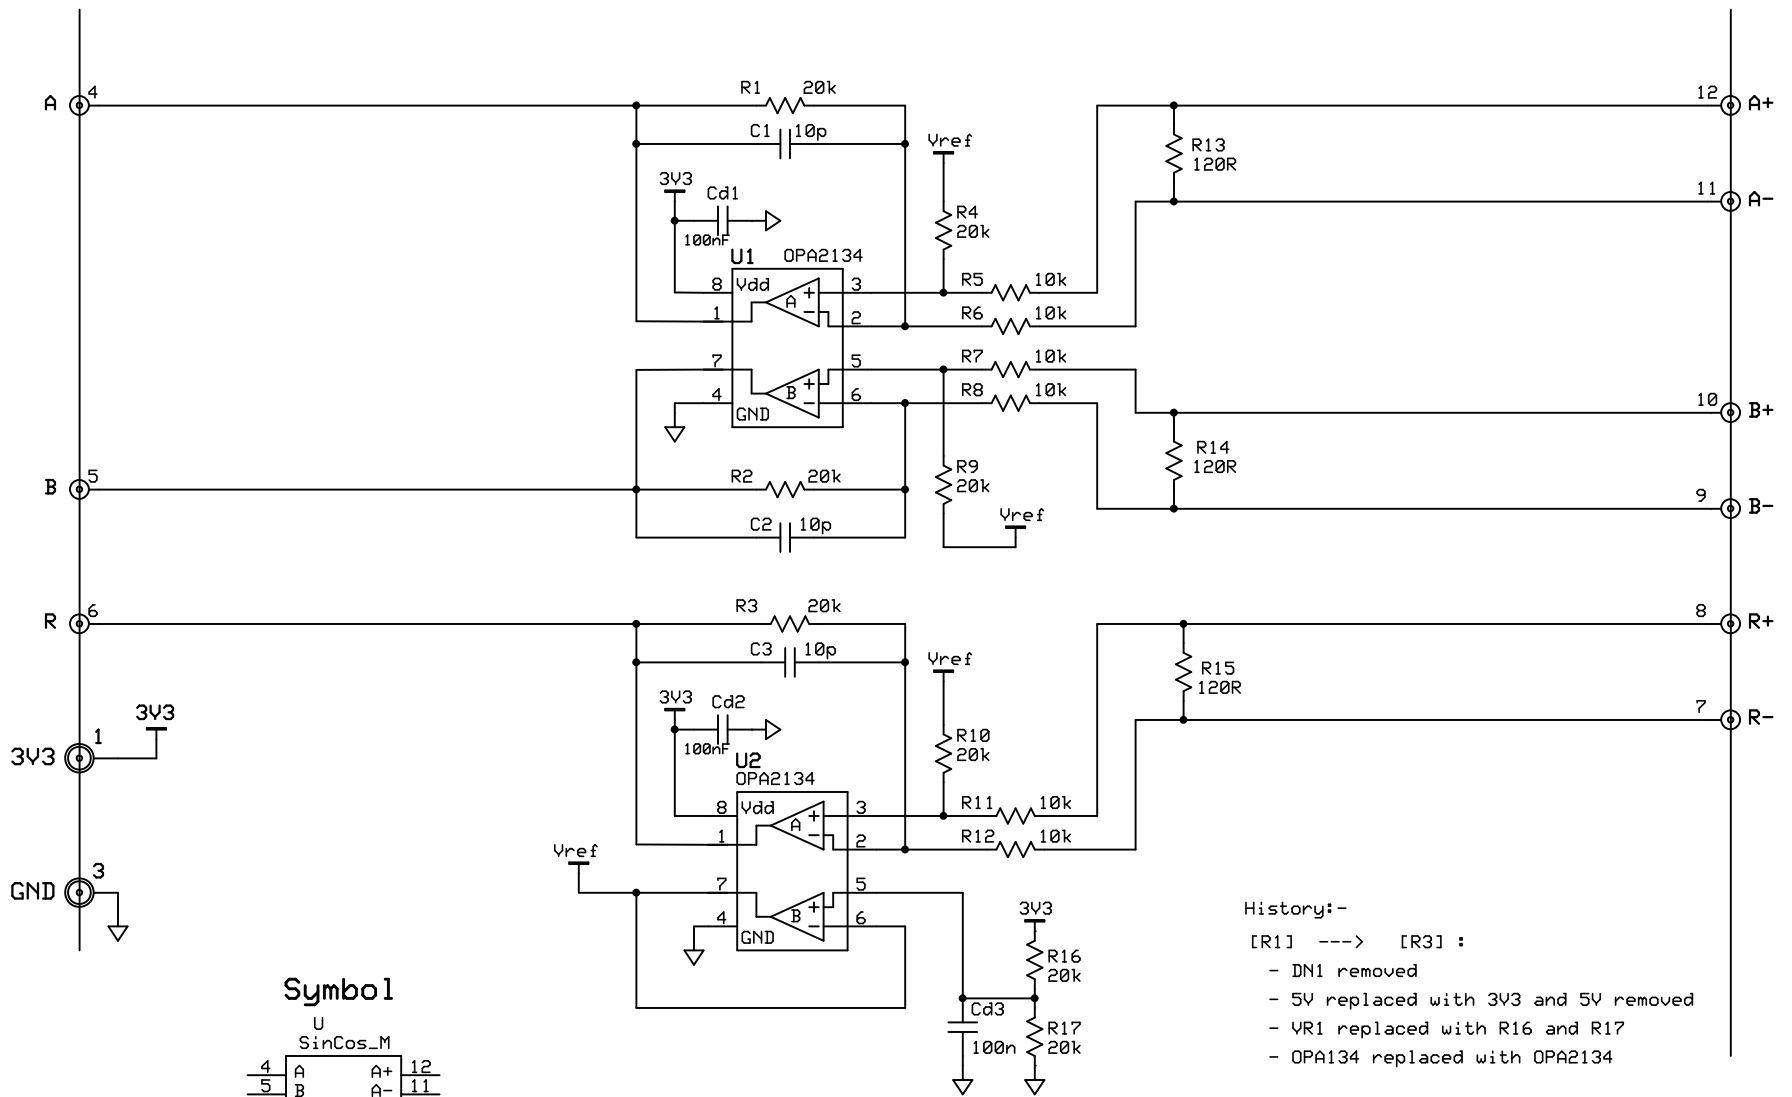 A 4
R1 20k
C1 10p
Vref
3V3 Cd1
100nF
R4
20k
U1 OPA2134
12 A+
R13
120R
11 A-
8 Vdd
A + -
3
1
2
R5 10k
R6 10k
7
B + -
5
4
GND
6
R7 10k
R8 10k
10 B+
R14
120R
9 B-
B 5
R2 20k
C2 10p
R9
20k
Vref
R 6
R3 20k
C3 10p
Vref
3V3 Cd2
100nF
R10
20k
U2
OPA2134
8 R+
R15
120R
7 R-
3V3
3V3 1
8 Vdd
A + -
3
1
2
R11 10k
R12 10k
Vref
7
B + -
5
4
GND
6
GND 3
3V3
R16
20k
Cd3
100n
R17
20k
History:-
[R1] ---> [R3] :
- DN1 removed
- 5V replaced with 3V3 and 5V removed
- VR1 replaced with R16 and R17
- OPA134 replaced with OPA2134
Symbol
U
SinCos_M
4 A A+ 12
5 B A- 11